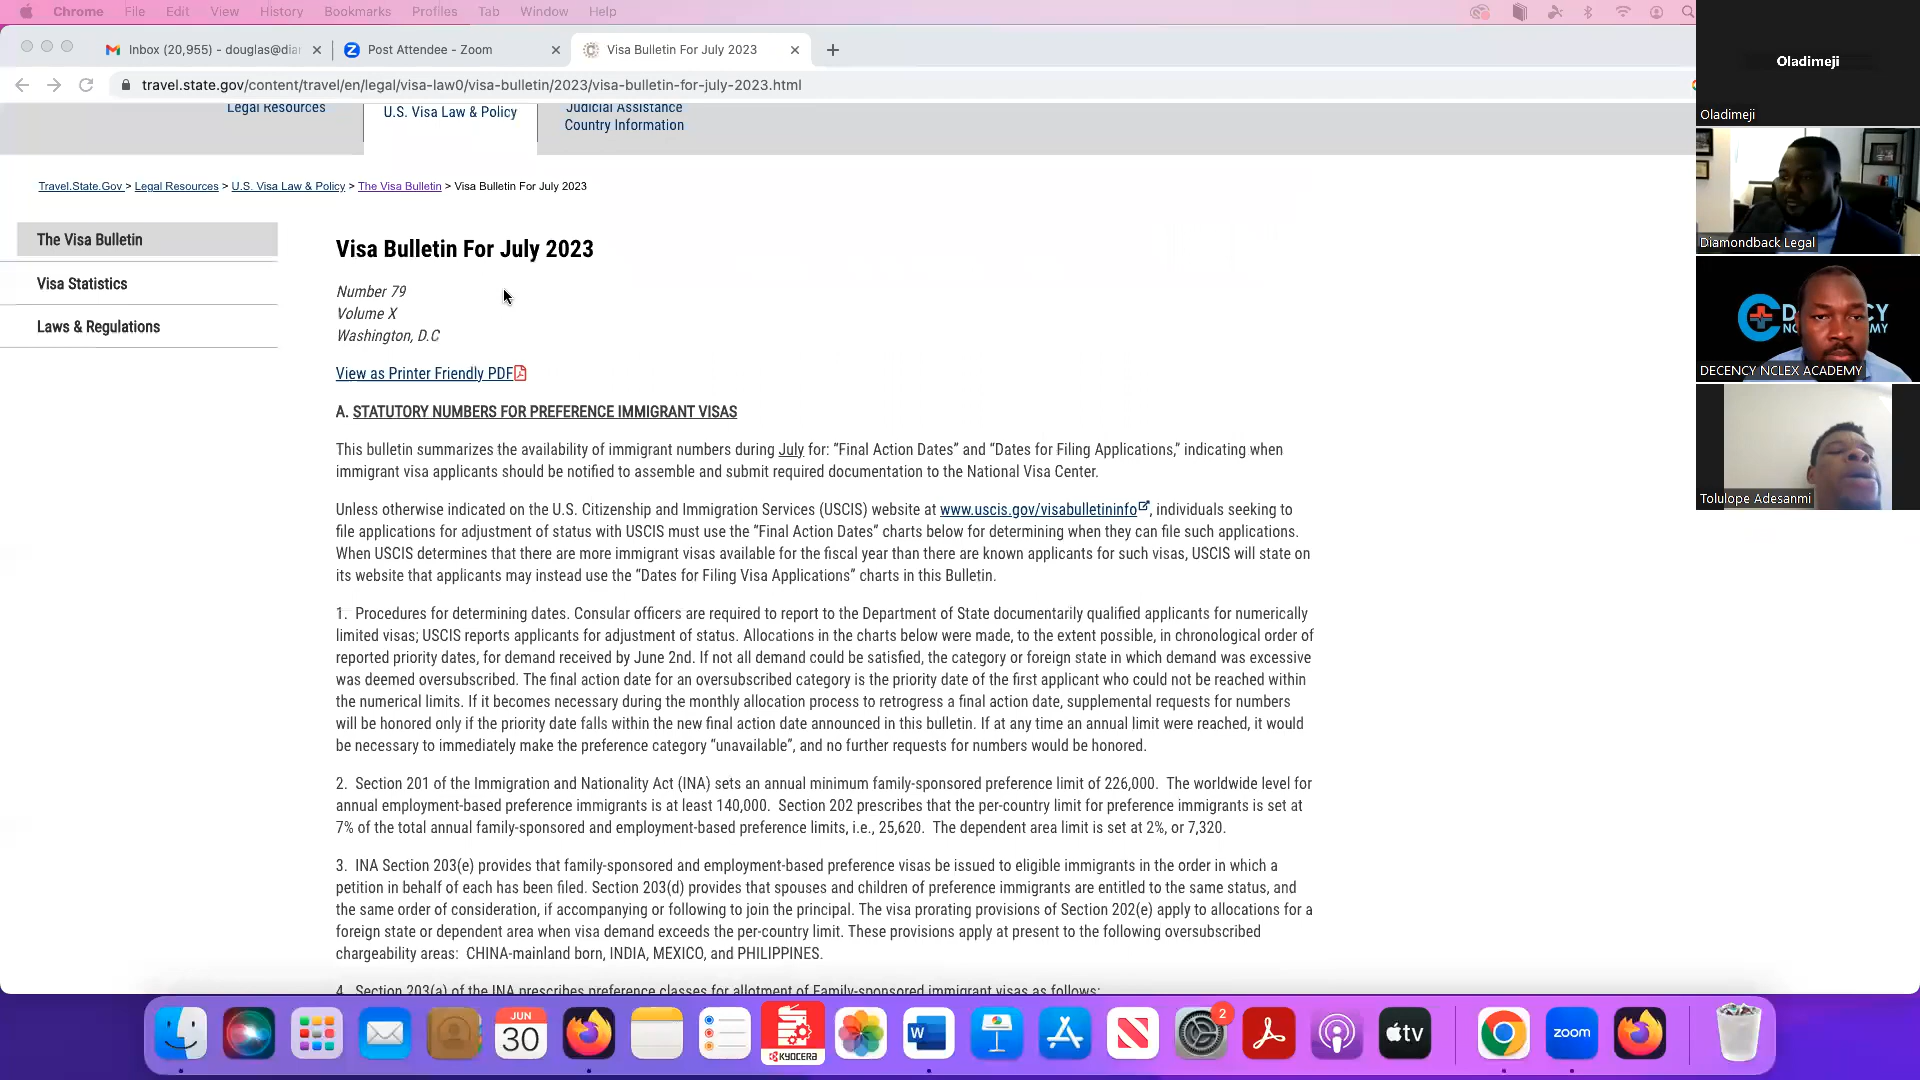 Chrome File Edit View History Bookmarks Profiles Tab Window Help
Inbox (20,955) - douglas@dia
Post Attendee - Zoom
Visa Bulletin For July 2023
travel.state.gov/content/travel/en/legal/visa-law0/visa-bulletin/2023/visa-bulletin-for-july-2023.html
Legal Resources
U.S. Visa Law & Policy
Judicial Assistance
Country Information
Travel.State.Gov > Legal Resources > U.S. Visa Law & Policy > The Visa Bulletin > Visa Bulletin For July 2023
The Visa Bulletin
Visa Statistics
Laws & Regulations
Visa Bulletin For July 2023
Number 79
Volume X
Washington, D.C
View as Printer Friendly PDF
A. STATUTORY NUMBERS FOR PREFERENCE IMMIGRANT VISAS
This bulletin summarizes the availability of immigrant numbers during July for: “Final Action Dates” and “Dates for Filing Applications,” indicating when
immigrant visa applicants should be notified to assemble and submit required documentation to the National Visa Center.
Unless otherwise indicated on the U.S. Citizenship and Immigration Services (USCIS) website at www.uscis.gov/visabulletininfo, individuals seeking to
file applications for adjustment of status with USCIS must use the “Final Action Dates” charts below for determining when they can file such applications.
When USCIS determines that there are more immigrant visas available for the fiscal year than there are known applicants for such visas, USCIS will state on
its website that applicants may instead use the “Dates for Filing Visa Applications” charts in this Bulletin.
1. Procedures for determining dates. Consular officers are required to report to the Department of State documentarily qualified applicants for numerically
limited visas; USCIS reports applicants for adjustment of status. Allocations in the charts below were made, to the extent possible, in chronological order of
reported priority dates, for demand received by June 2nd. If not all demand could be satisfied, the category or foreign state in which demand was excessive
was deemed oversubscribed. The final action date for an oversubscribed category is the priority date of the first applicant who could not be reached within
the numerical limits. If it becomes necessary during the monthly allocation process to retrogress a final action date, supplemental requests for numbers
will be honored only if the priority date falls within the new final action date announced in this bulletin. If at any time an annual limit were reached, it would
be necessary to immediately make the preference category “unavailable”, and no further requests for numbers would be honored.
2. Section 201 of the Immigration and Nationality Act (INA) sets an annual minimum family-sponsored preference limit of 226,000. The worldwide level for
annual employment-based preference immigrants is at least 140,000. Section 202 prescribes that the per-country limit for preference immigrants is set at
7% of the total annual family-sponsored and employment-based preference limits, i.e., 25,620. The dependent area limit is set at 2%, or 7,320.
3. INA Section 203(e) provides that family-sponsored and employment-based preference visas be issued to eligible immigrants in the order in which a
petition in behalf of each has been filed. Section 203(d) provides that spouses and children of preference immigrants are entitled to the same status, and
the same order of consideration, if accompanying or following to join the principal. The visa prorating provisions of Section 202(e) apply to allocations for a
foreign state or dependent area when visa demand exceeds the per-country limit. These provisions apply at present to the following oversubscribed
chargeability areas: CHINA-mainland born, INDIA, MEXICO, and PHILIPPINES.
4. Section 203(a) of the INA prescribes preference classes for allotment of Family-sponsored immigrant visas as follows:
Oladimeji
Oladimeji
Diamondback Legal
DECENCY NCLEX ACADEMY
Tolulope Adesanmi
JUN
30
KYOCERA
W
2
tv
zoom